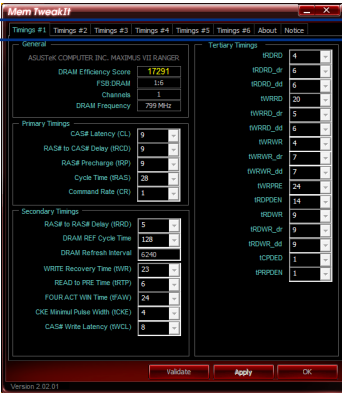 Mem TweakIt
Timings #1 Timings #2 Timings #3 Timings #4 Timings #5 Timings #6 About Notice
General
ASUSTeK COMPUTER INC. MAXIMUS VII RANGER
DRAM Efficiency Score 17291
FSB:DRAM 1:6
Channels 1
DRAM Frequency 799 MHz
Primary Timings
CAS# Latency (CL) 9
RAS# to CAS# Delay (tRCD) 9
RAS# Precharge (tRP) 9
Cycle Time (tRAS) 28
Command Rate (CR) 1
Secondary Timings
RAS# to RAS# Delay (tRRD) 5
DRAM REF Cycle Time 128
DRAM Refresh Interval 6240
WRITE Recovery Time (tWR) 23
READ to PRE Time (tRTP) 6
FOUR ACT WIN Time (tFAW) 24
CKE Minimul Pulse Width (tCKE) 4
CAS# Write Latency (tWCL) 8
Tertiary Timings
tRDRD 4
tRDRD_dr 6
tRDRD_dd 6
tWRRD 20
tWRRD_dr 5
tWRRD_dd 6
tWRWR 4
tWRWR_dr 7
tWRWR_dd 7
tWRPRE 24
tRDPDEN 14
tRDWR 9
tRDWR_dr 9
tRDWR_dd 9
tCPDED 1
tPRPDEN 1
Validate Apply OK
Version 2.02.01